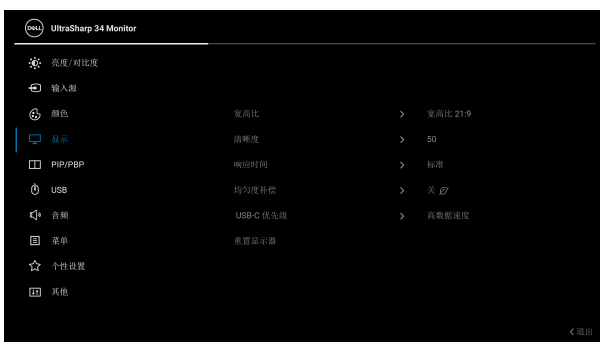 DELL UltraSharp 34 Monitor
亮度/对比度
输入源
颜色 宽高比 宽高比 21:9
显示 清晰度 50
PIP/PBP 响应时间 标准
USB 均匀度补偿 关
音频 USB-C 优先级 高数据速度
菜单 重置显示器
个性设置
其他
退出